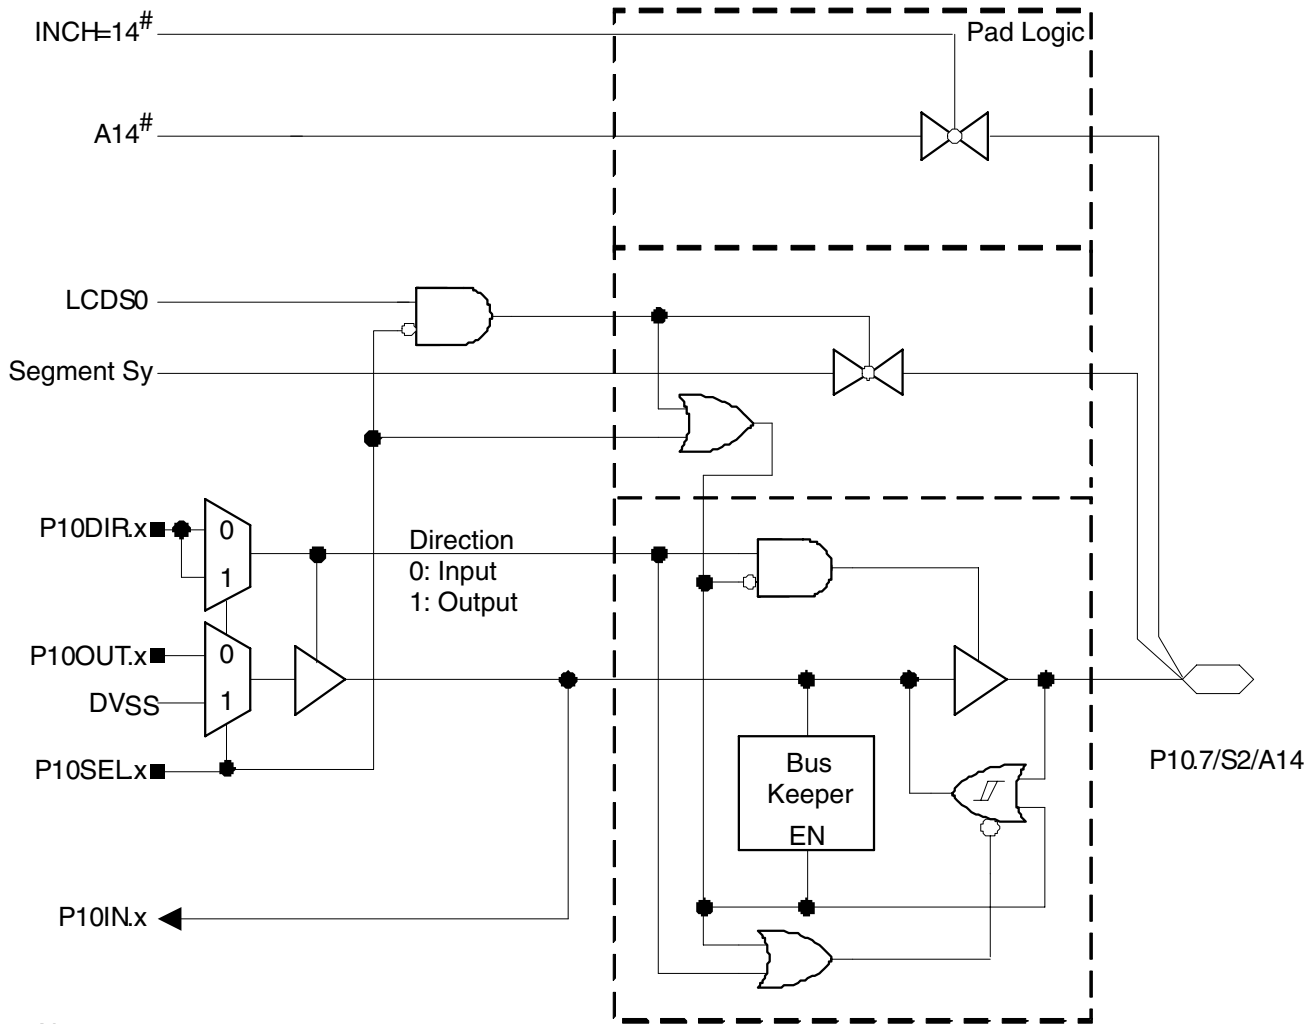 INCH=14#
Pad Logic
A14#
LCDS0
Segment Sy
P10DIR.x
0
1
Direction
0: Input
1: Output
P10OUT.x
0
DVSS
1
P10SEL.x
Bus
Keeper
EN
P10.7/S2/A14
P10IN.x